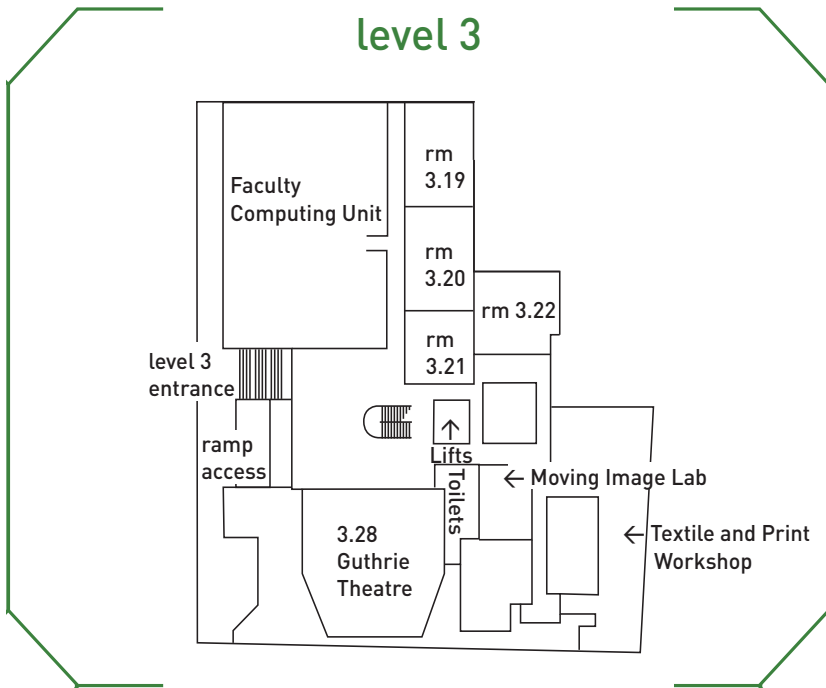 level 3
Faculty
Computing Unit
rm
3.19
rm
3.20
rm 3.22
rm
3.21
level 3
entrance
ramp
access
Lifts
Toilets
← Moving Image Lab
3.28
Guthrie
Theatre
← Textile and Print
Workshop